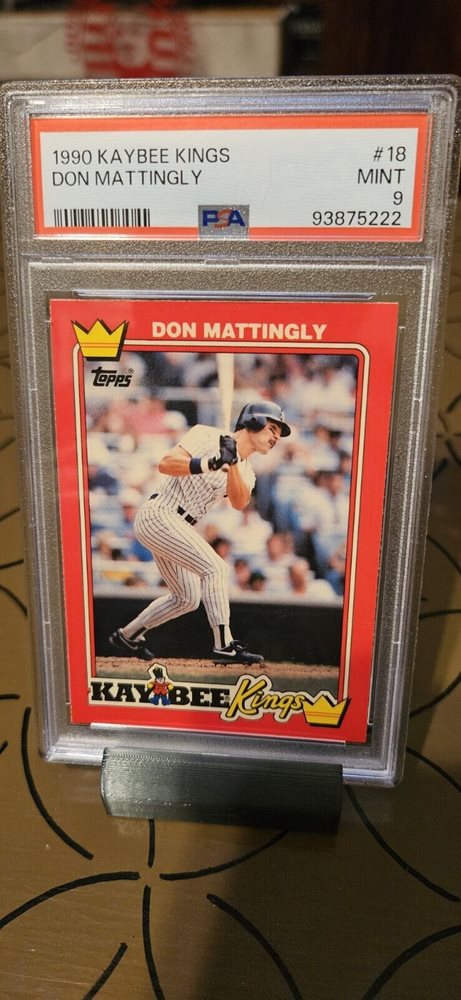 1990 KAYBEE KINGS #18
DON MATTINGLY MINT
9
PSA 93875222
DON MATTINGLY
Topps®
KAY BEE Kings